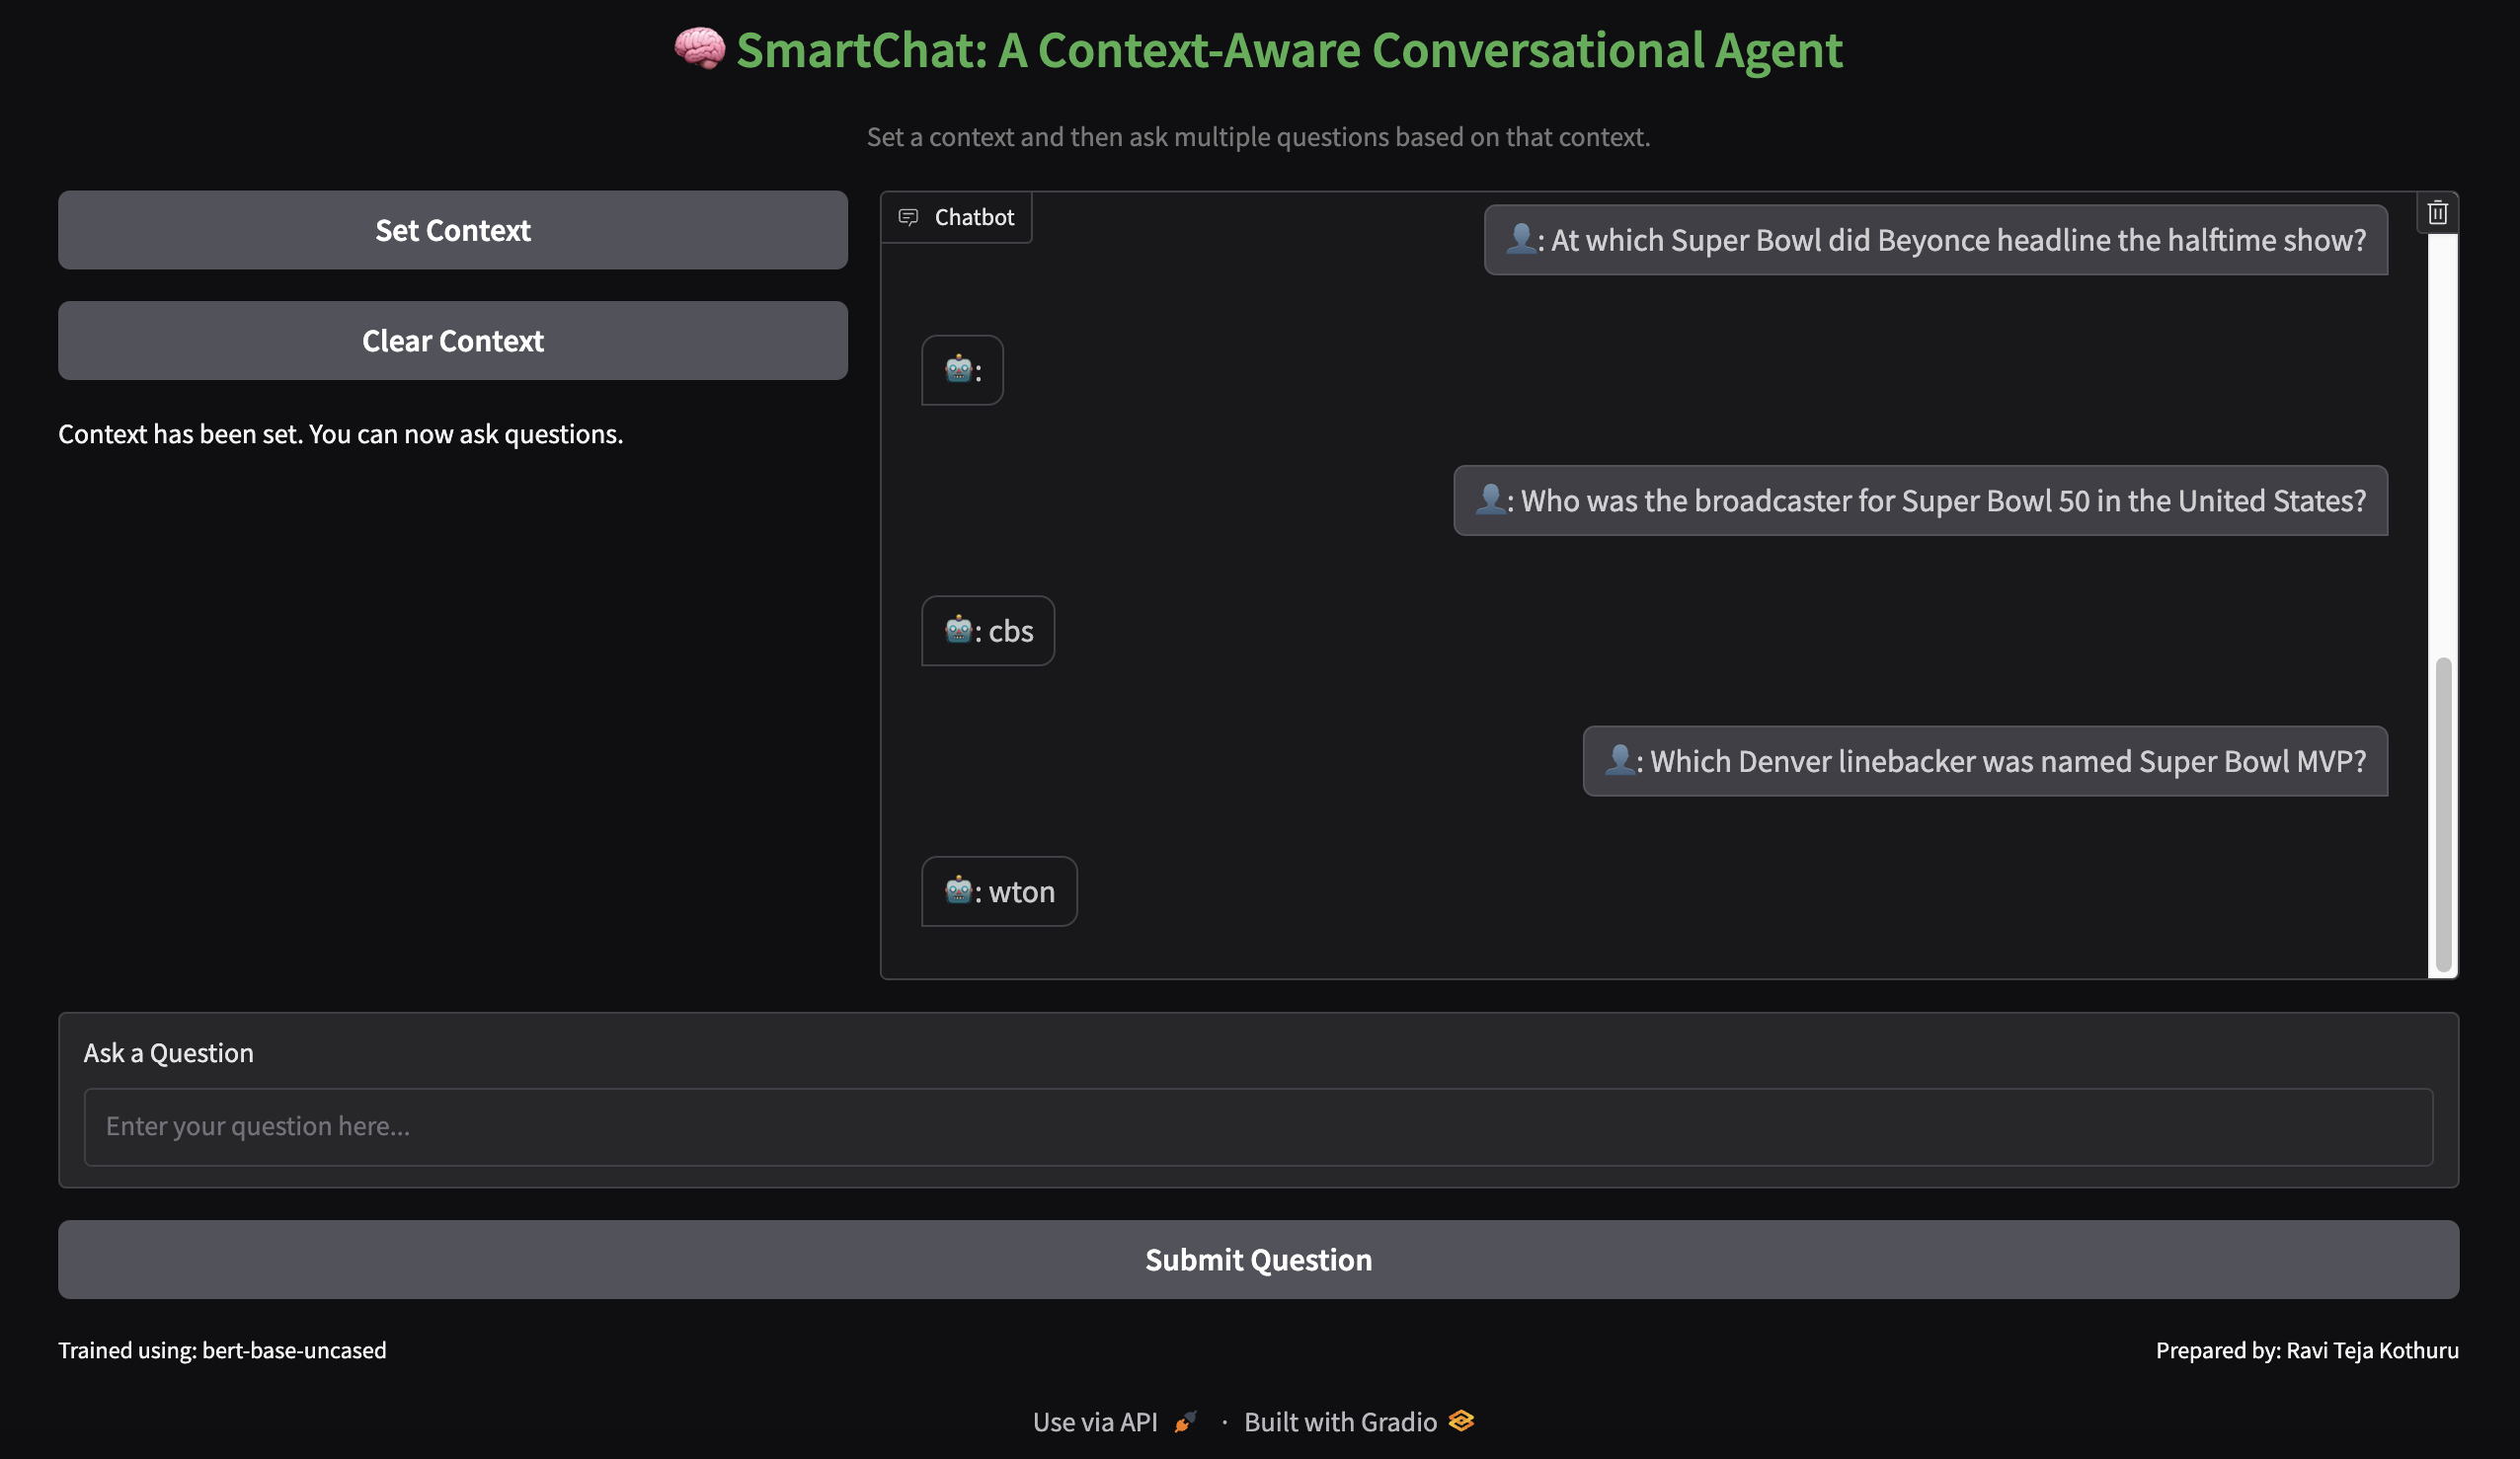 🧠 SmartChat: A Context-Aware Conversational Agent
Set a context and then ask multiple questions based on that context.
Set Context
Clear Context
Context has been set. You can now ask questions.
Chatbot
👤: At which Super Bowl did Beyonce headline the halftime show?
🤖:
👤: Who was the broadcaster for Super Bowl 50 in the United States?
🤖: cbs
👤: Which Denver linebacker was named Super Bowl MVP?
🤖: wton
Ask a Question
Enter your question here...
Submit Question
Trained using: bert-base-uncased
Prepared by: Ravi Teja Kothuru
Use via API · Built with Gradio